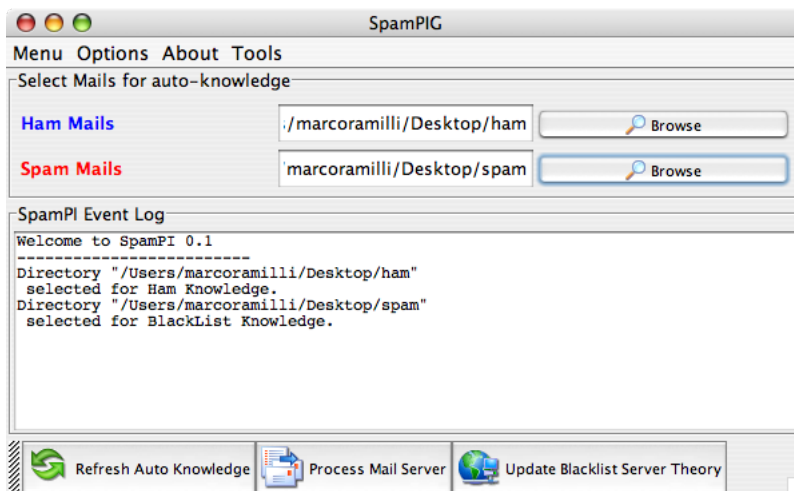 SpamPIG
Menu Options About Tools
Select Mails for auto-knowledge
Ham Mails /marcoramilli/Desktop/ham Browse
Spam Mails marcoramilli/Desktop/spam Browse
SpamPI Event Log
Welcome to SpamPI 0.1
--------------------------
Directory "/Users/marcoramilli/Desktop/ham"
selected for Ham Knowledge.
Directory "/Users/marcoramilli/Desktop/spam"
selected for BlackList Knowledge.
Refresh Auto Knowledge Process Mail Server Update Blacklist Server Theory